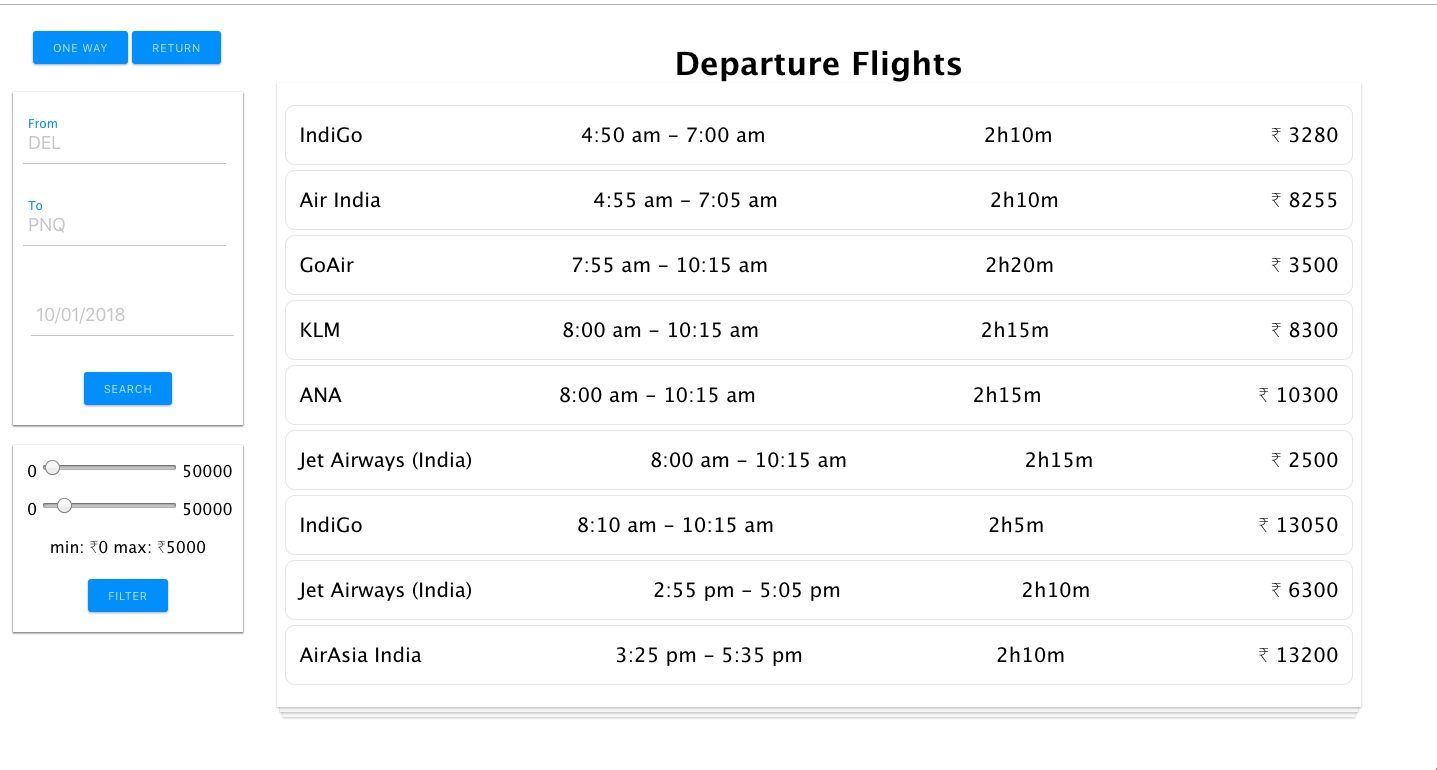 ONE WAY RETURN
From
DEL
To
PNQ
10/01/2018
SEARCH
0 50000
0 50000
min: ₹0 max: ₹5000
FILTER
Departure Flights
IndiGo 4:50 am – 7:00 am 2h10m ₹ 3280
Air India 4:55 am – 7:05 am 2h10m ₹ 8255
GoAir 7:55 am – 10:15 am 2h20m ₹ 3500
KLM 8:00 am – 10:15 am 2h15m ₹ 8300
ANA 8:00 am – 10:15 am 2h15m ₹ 10300
Jet Airways (India) 8:00 am – 10:15 am 2h15m ₹ 2500
IndiGo 8:10 am – 10:15 am 2h5m ₹ 13050
Jet Airways (India) 2:55 pm – 5:05 pm 2h10m ₹ 6300
AirAsia India 3:25 pm – 5:35 pm 2h10m ₹ 13200